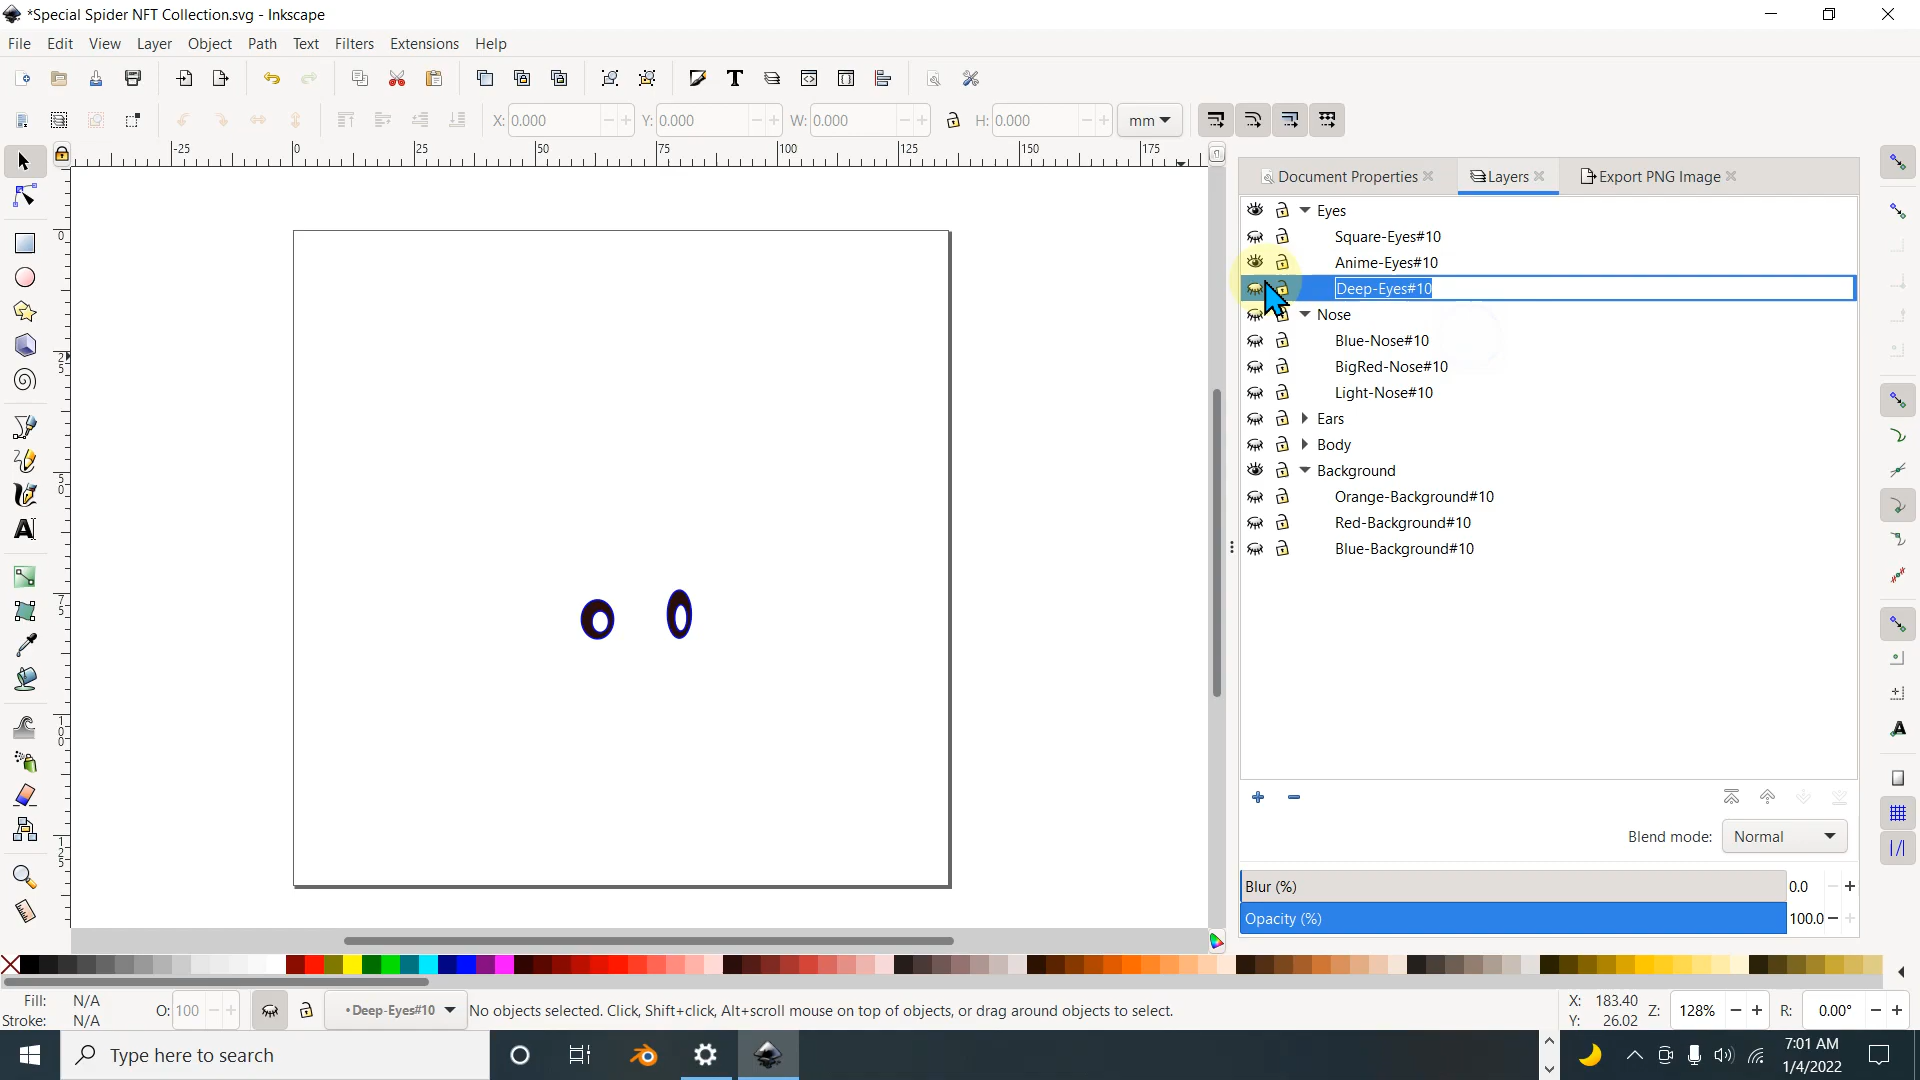 *Special Spider NFT Collection.svg - Inkscape
File Edit View Layer Object Path Text Filters Extensions Help
X: 0.000 Y: 0.000 W: 0.000 H: 0.000 mm
-25 0 25 50 75 100 125 150 175
Document Properties Layers Export PNG Image
Eyes
Square-Eyes#10
Anime-Eyes#10
Deep-Eyes#10
Nose
Blue-Nose#10
BigRed-Nose#10
Light-Nose#10
Ears
Body
Background
Orange-Background#10
Red-Background#10
Blue-Background#10
0
25
50
75
100
125
Blend mode: Normal
Blur (%) 0.0
Opacity (%) 100.0
Fill: N/A
Stroke: N/A
O: 100
Deep-Eyes#10
No objects selected. Click, Shift+click, Alt+scroll mouse on top of objects, or drag around objects to select.
X: 183.40
Y: 26.02
Z: 128%
R: 0.00°
Type here to search
7:01 AM
1/4/2022